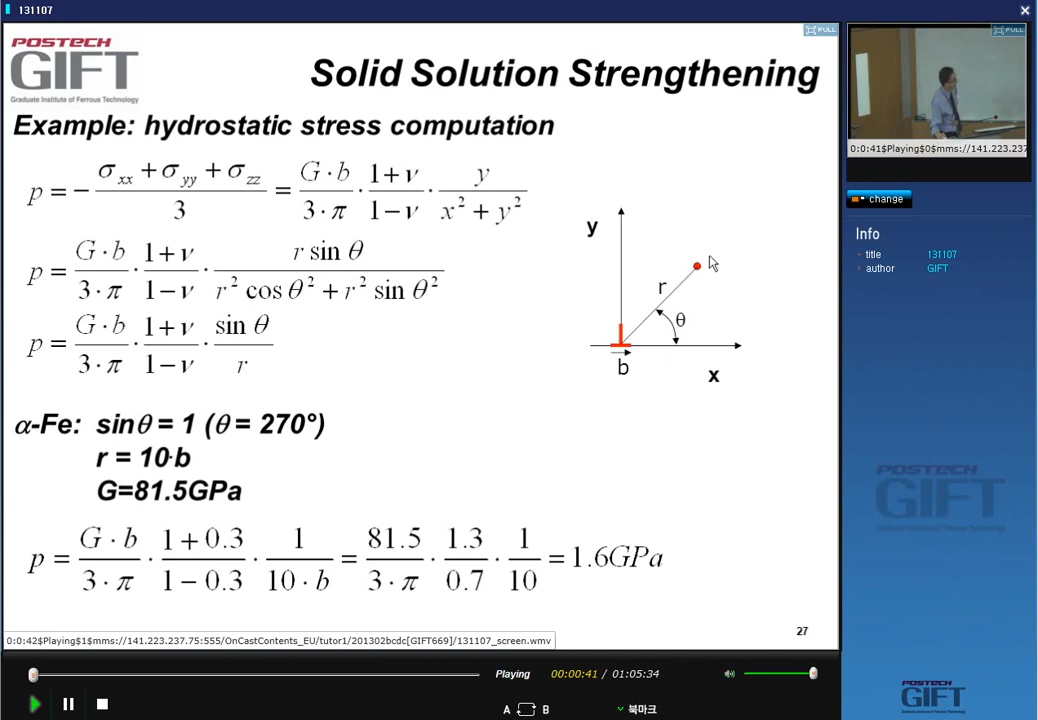 131107
POSTECH
GIFT
Graduate Institute of Ferrous Technology
Solid Solution Strengthening
Example: hydrostatic stress computation
p = − (σxx + σyy + σzz)/3 = (G · b)/(3 · π) · (1 + ν)/(1 − ν) · y/(x² + y²)
p = (G · b)/(3 · π) · (1 + ν)/(1 − ν) · (r sin θ)/(r² cos θ² + r² sin θ²)
p = (G · b)/(3 · π) · (1 + ν)/(1 − ν) · (sin θ)/r
y
r
θ
b
x
α-Fe: sinθ = 1 (θ = 270°)
r = 10·b
G=81.5GPa
p = (G · b)/(3 · π) · (1 + 0.3)/(1 − 0.3) · 1/(10 · b) = 81.5/(3 · π) · 1.3/0.7 · 1/10 = 1.6GPa
27
0:0:42$Playing$1$mms://141.223.237.75:555/OnCastContents_EU/tutor1/201302bcdc[GIFT669]/131107_screen.wmv
Playing 00:00:41 / 01:05:34
A B 북마크
FULL
FULL
0:0:41$Playing$0$mms://141.223.237
change
Info
title 131107
author GIFT
POSTECH
GIFT
POSTECH
GIFT